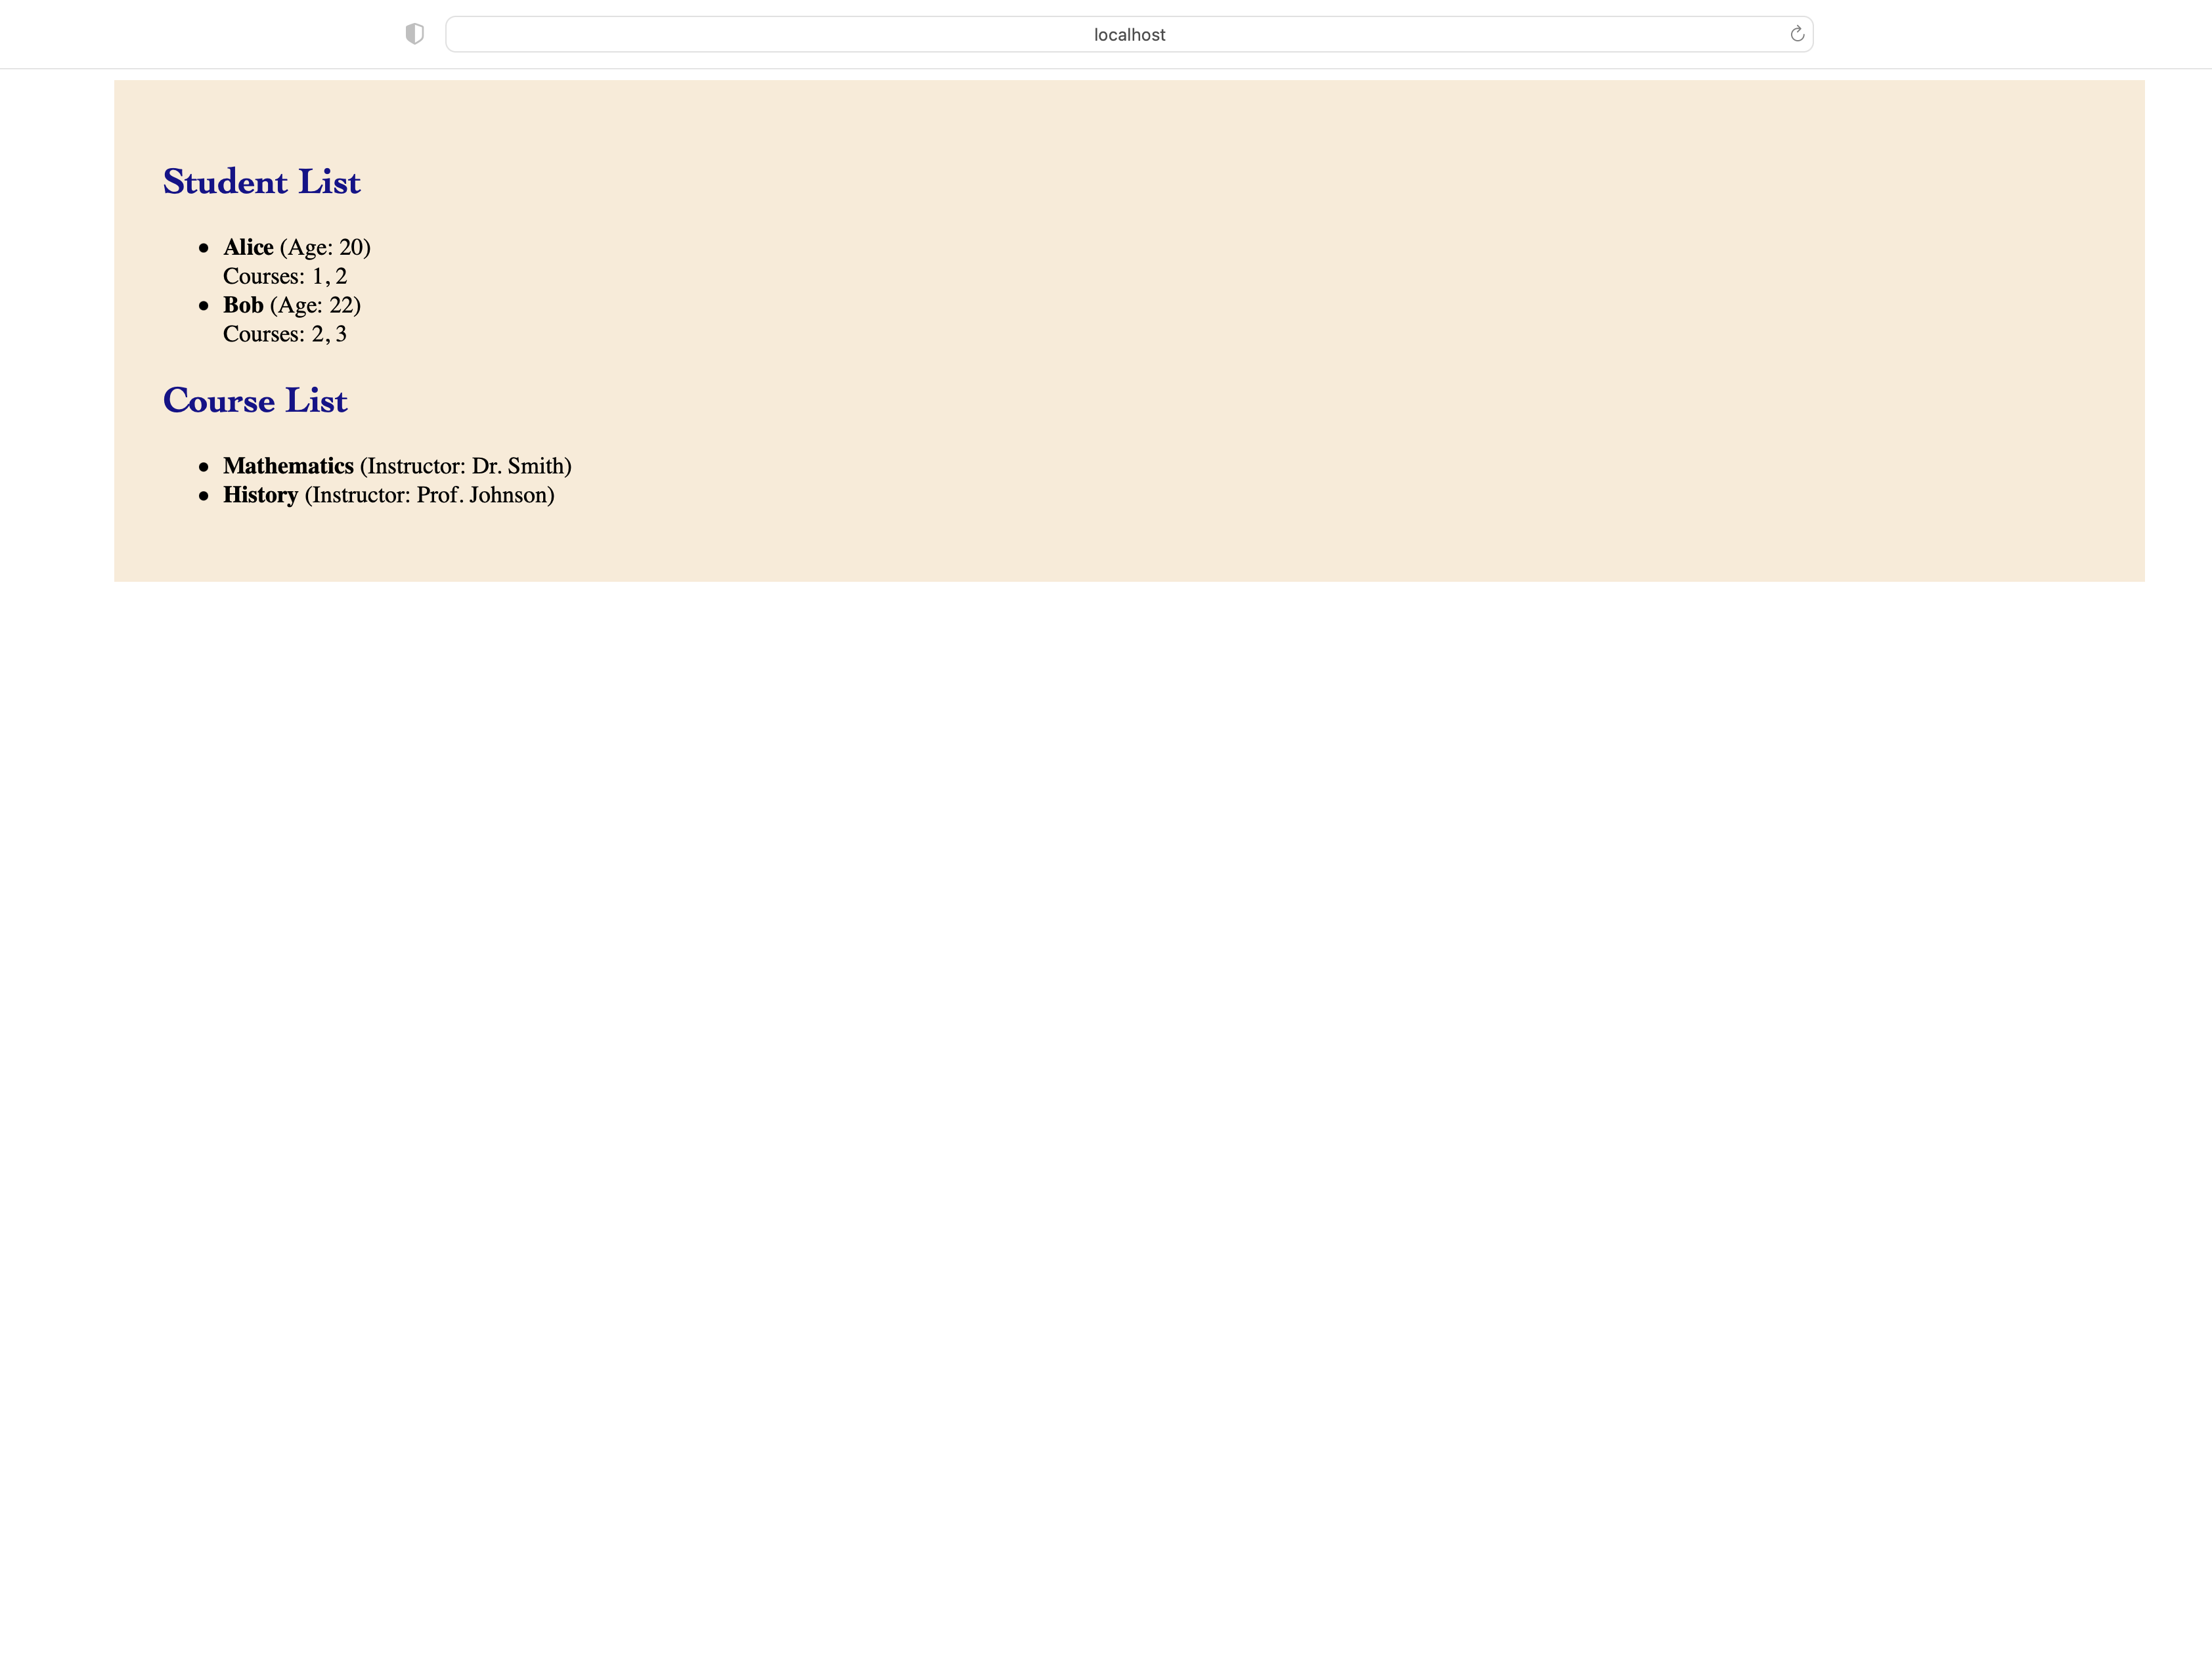 localhost
Student List
Alice (Age: 20)
Courses: 1, 2
Bob (Age: 22)
Courses: 2, 3
Course List
Mathematics (Instructor: Dr. Smith)
History (Instructor: Prof. Johnson)